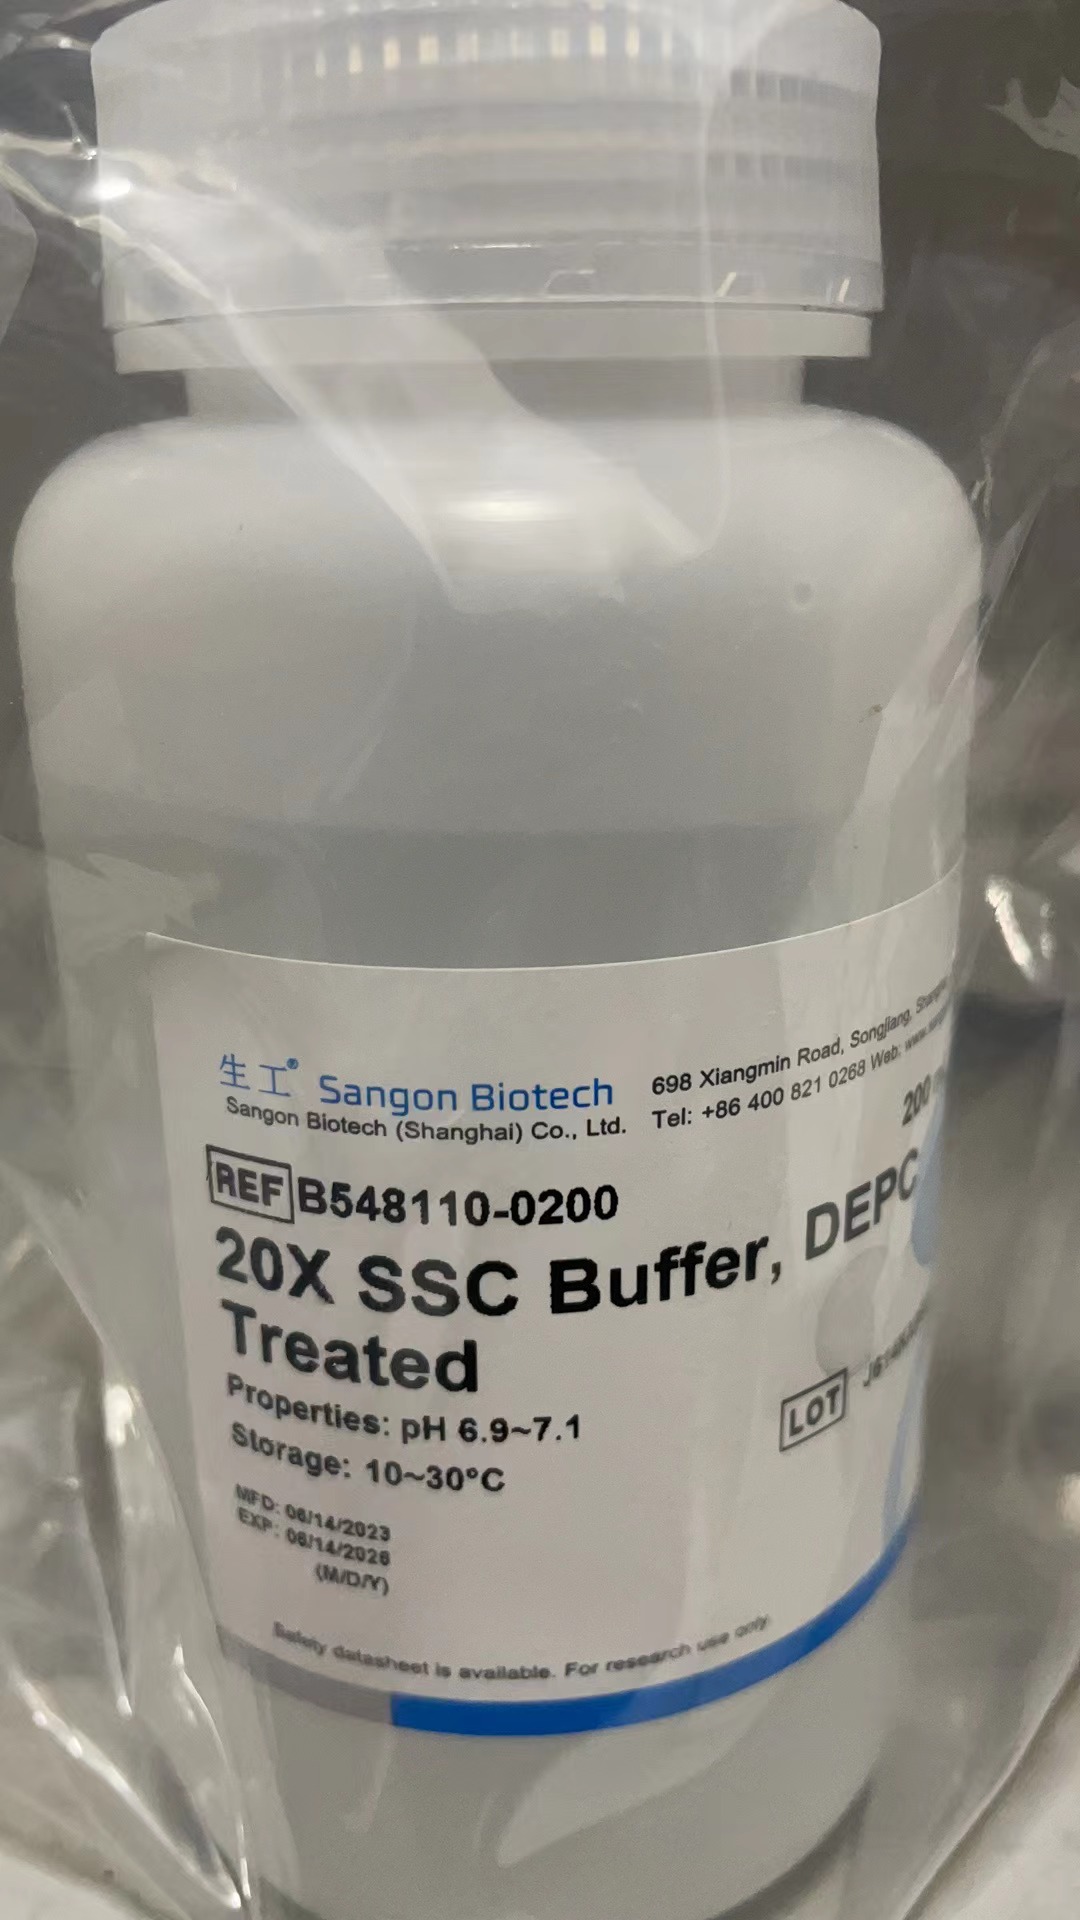 生工® Sangon Biotech
Sangon Biotech (Shanghai) Co., Ltd.
698 Xiangmin Road, Songjiang,
Tel: +86 400 821 0268 Web:
200
REF B548110-0200
20X SSC Buffer, DEPC
Treated
Properties: pH 6.9~7.1
Storage: 10~30°C
LOT
MFD: 06/14/2023
EXP: 06/14/2026
(M/D/Y)
Safety datasheet is available. For research use only.